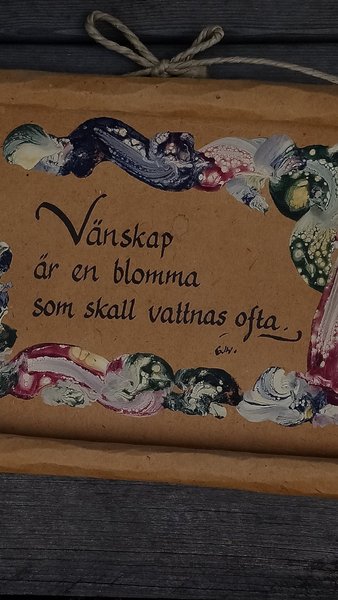 Vänskap
är en blomma
som skall vattnas ofta.